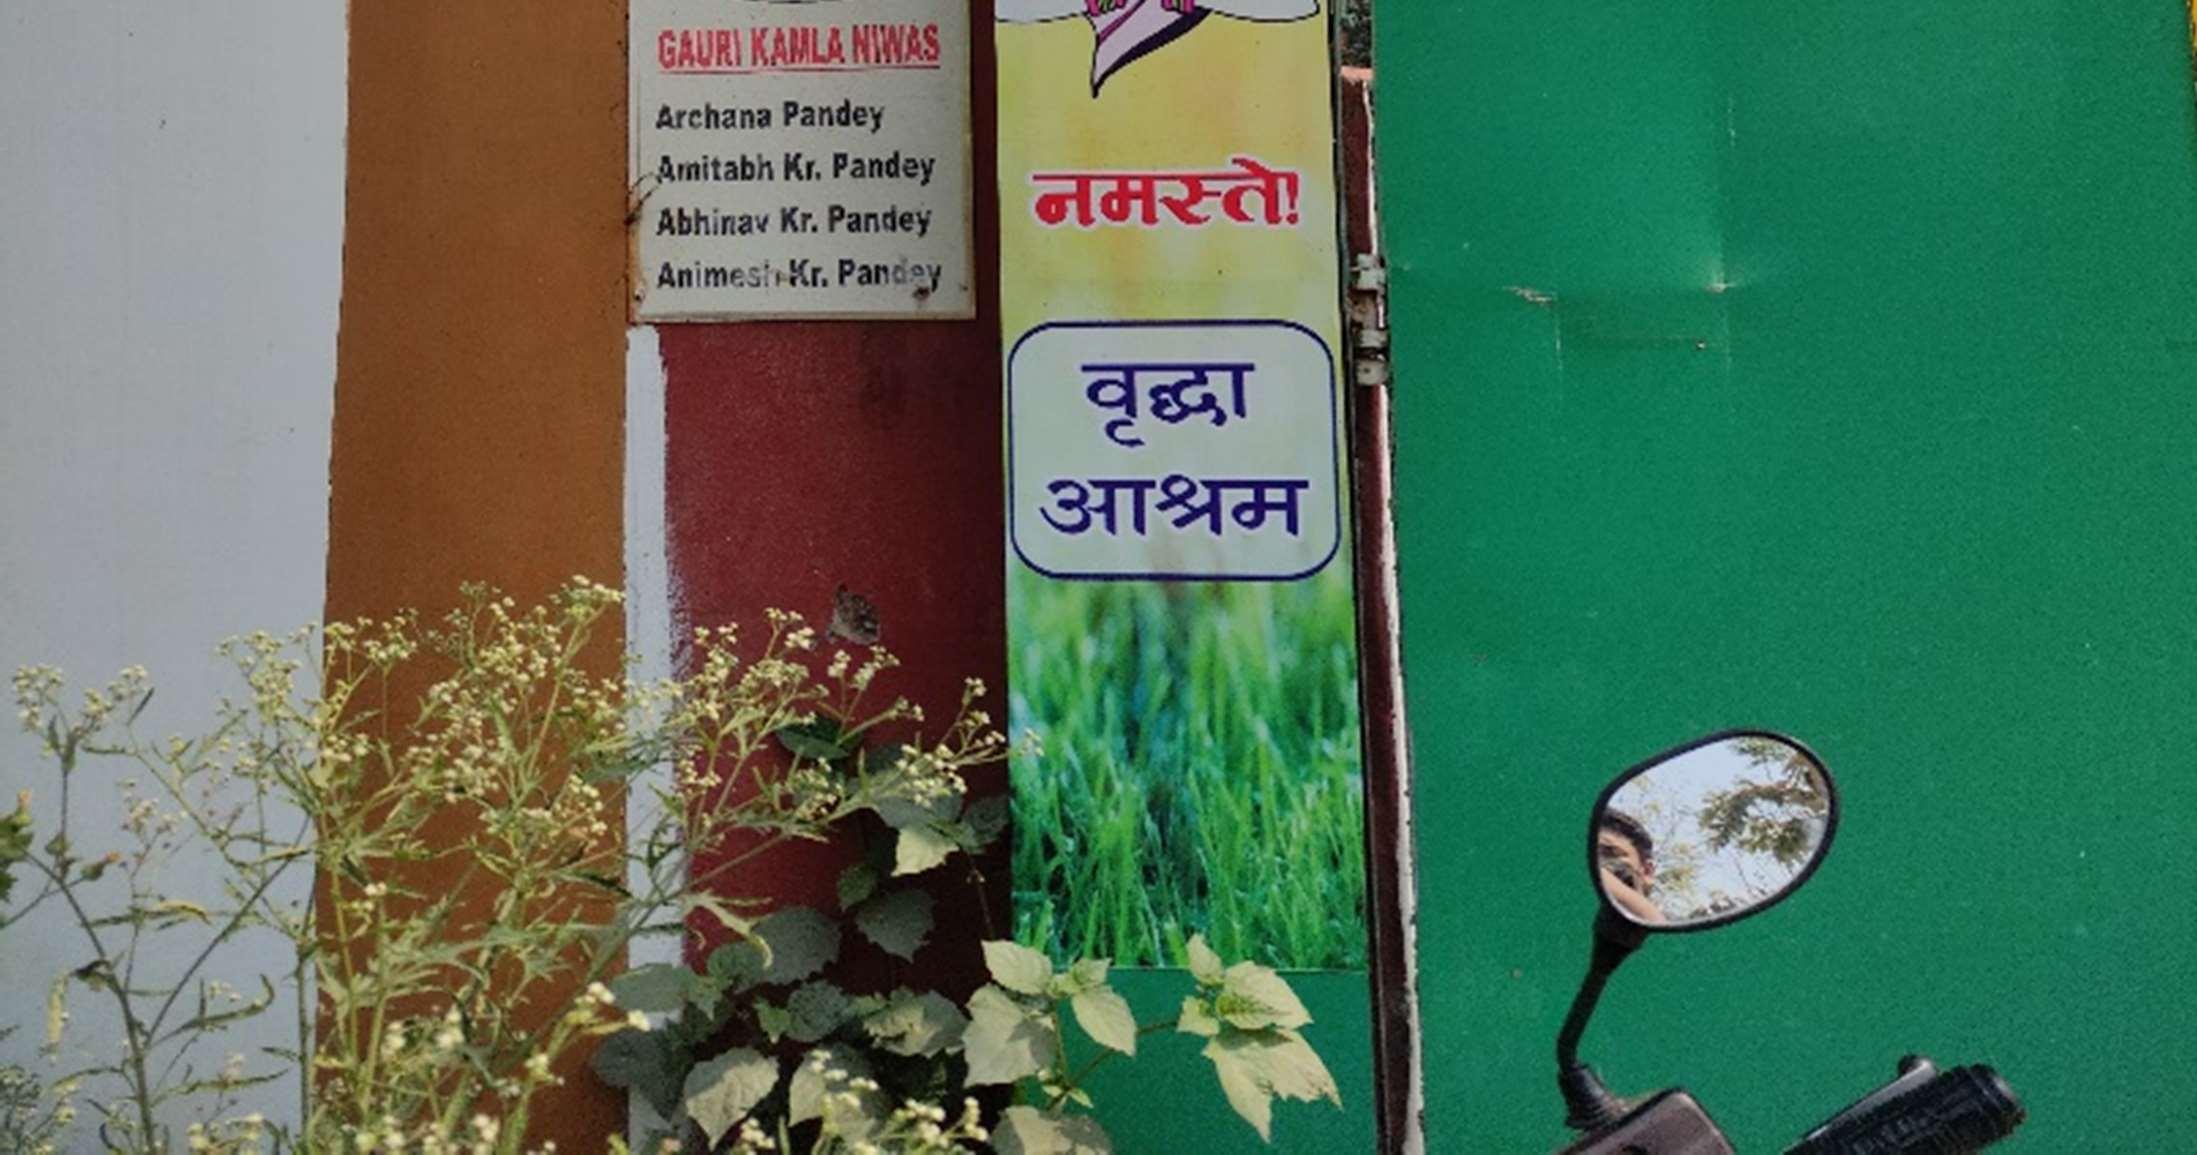 GAURI KAMLA NIWAS
Archana Pandey
Amitabh Kr. Pandey
Abhinav Kr. Pandey
Animesh Kr. Pandey
नमस्ते!
वृद्धा
आश्रम